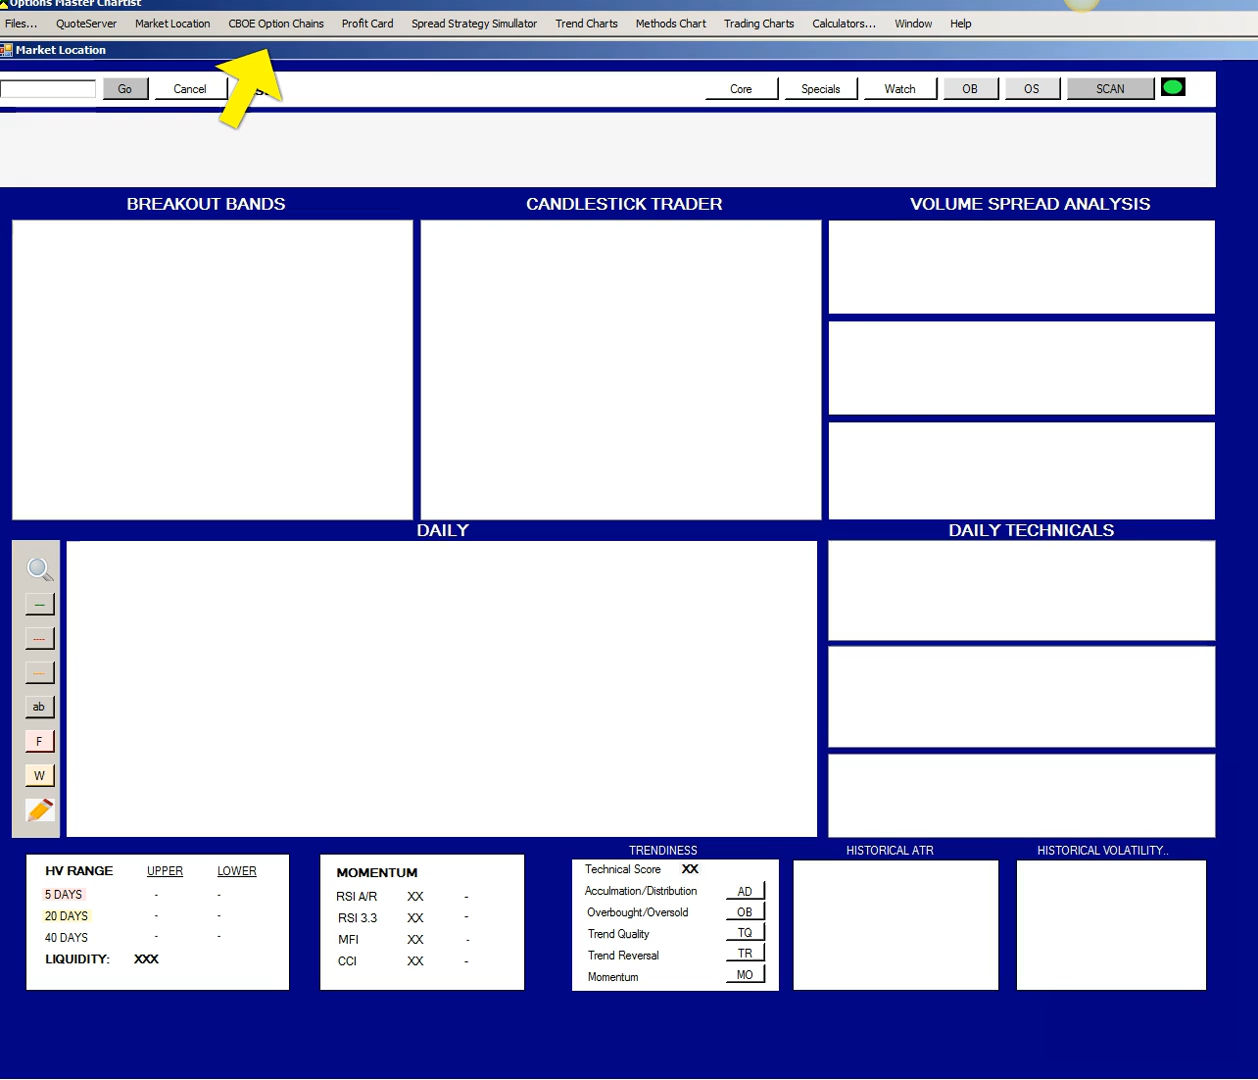 Options Master Chartist
Files... QuoteServer Market Location CBOE Option Chains Profit Card Spread Strategy Simullator Trend Charts Methods Chart Trading Charts Calculators... Window Help
Market Location
Go Cancel Core Specials Watch OB OS SCAN
BREAKOUT BANDS CANDLESTICK TRADER VOLUME SPREAD ANALYSIS
DAILY DAILY TECHNICALS
---
----
----
ab
F
W
TRENDINESS HISTORICAL ATR HISTORICAL VOLATILITY..
HV RANGE UPPER LOWER
5 DAYS - -
20 DAYS - -
40 DAYS - -
LIQUIDITY: XXX
MOMENTUM
RSI A/R XX -
RSI 3.3 XX -
MFI XX -
CCI XX -
Technical Score XX
Acculmation/Distribution AD
Overbought/Oversold OB
Trend Quality TQ
Trend Reversal TR
Momentum MO